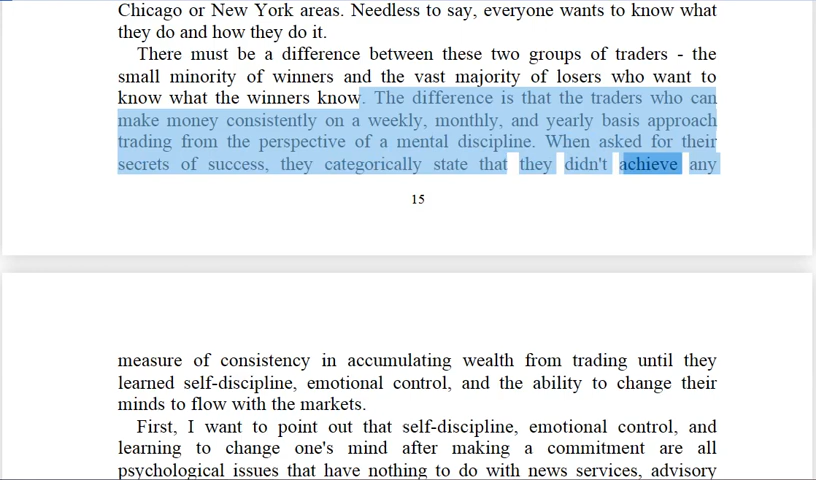 Chicago or New York areas. Needless to say, everyone wants to know what
they do and how they do it.
There must be a difference between these two groups of traders - the
small minority of winners and the vast majority of losers who want to
know what the winners know. The difference is that the traders who can
make money consistently on a weekly, monthly, and yearly basis approach
trading from the perspective of a mental discipline. When asked for their
secrets of success, they categorically state that they didn't achieve any
15
measure of consistency in accumulating wealth from trading until they
learned self-discipline, emotional control, and the ability to change their
minds to flow with the markets.
First, I want to point out that self-discipline, emotional control, and
learning to change one's mind after making a commitment are all
psychological issues that have nothing to do with news services, advisory